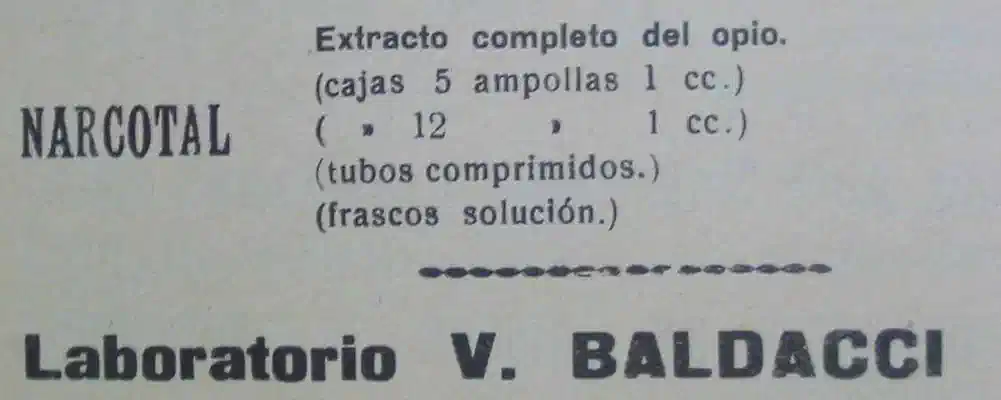 Extracto completo del opio.
(cajas 5 ampollas 1 cc.)
NARCOTAL
( » 12 » 1 cc.)
(tubos comprimidos.)
(frascos solución.)
Laboratorio V. BALDACCI